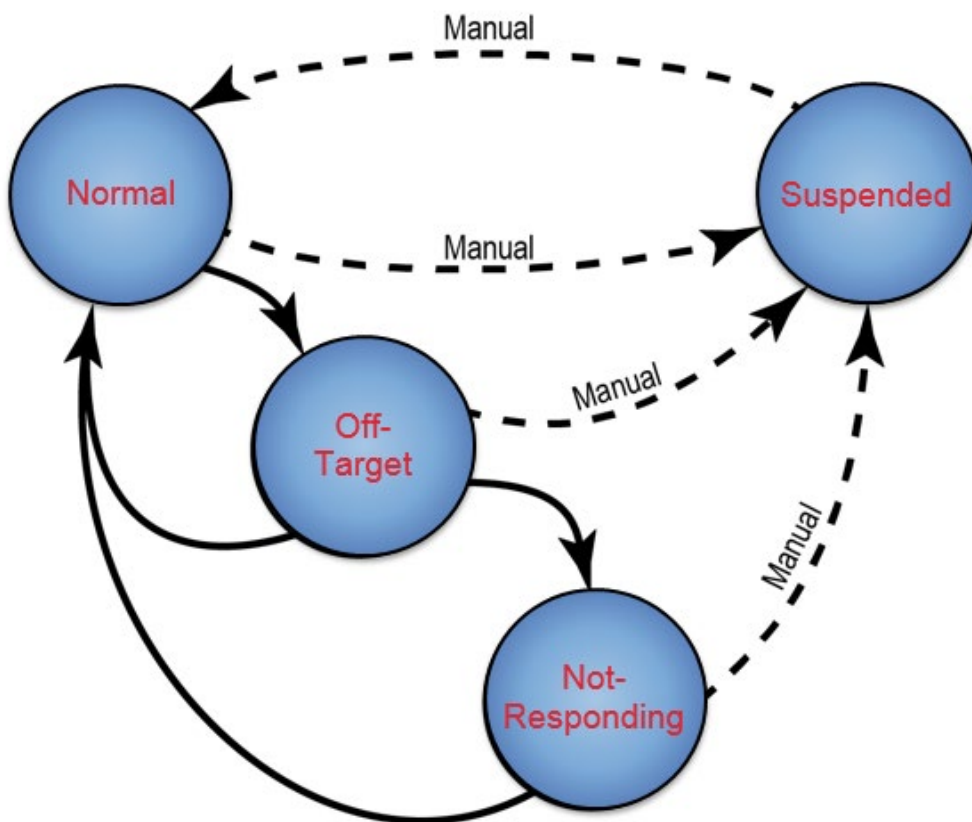 Manual
Normal
Suspended
Manual
Manual
Off-
Target
Manual
Not-
Responding